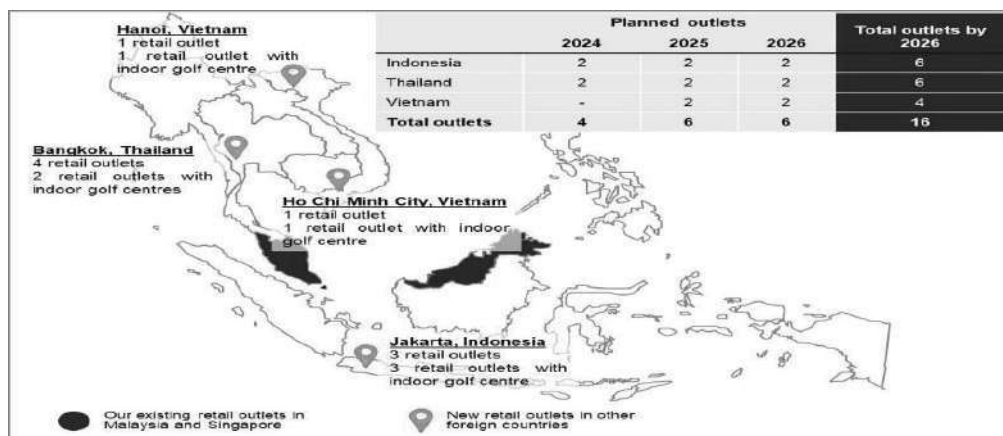 Hanoi, Vietnam
1 retail outlet
1 retail outlet with
indoor golf centre
Planned outlets
Total outlets by
2026
2024 2025 2026
Indonesia 2 2 2 6
Thailand 2 2 2 6
Vietnam - 2 2 4
Total outlets 4 6 6 16
Bangkok, Thailand
4 retail outlets
2 retail outlets with
indoor golf centres
Ho Chi Minh City, Vietnam
1 retail outlet
1 retail outlet with indoor
golf centre
Jakarta, Indonesia
3 retail outlets
3 retail outlets with
indoor golf centre
Our existing retail outlets in
Malaysia and Singapore
New retail outlets in other
foreign countries